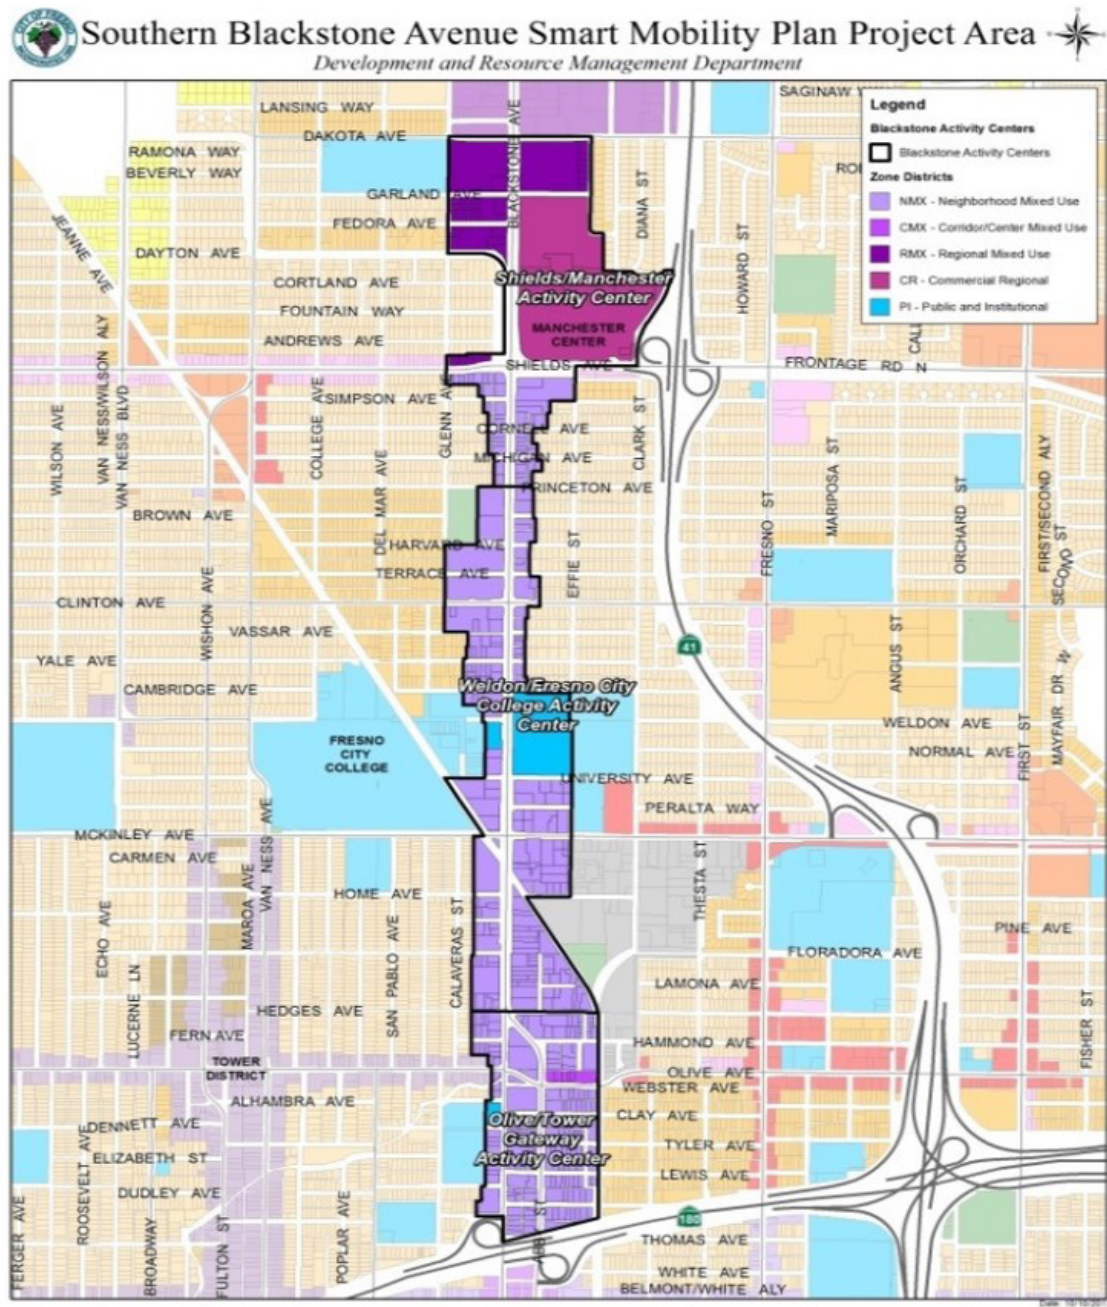 Southern Blackstone Avenue Smart Mobility Plan Project Area
Development and Resource Management Department
CITY OF FRESNO
Legend
Blackstone Activity Centers
Blackstone Activity Centers
Zone Districts
NMX - Neighborhood Mixed Use
CMX - Corridor/Center Mixed Use
RMX - Regional Mixed Use
CR - Commercial Regional
PI - Public and Institutional
SAGINAW
LANSING WAY
BLACKSTONE AVE
DAKOTA AVE
RAMONA WAY
BEVERLY WAY
GARLAND AVE
DIANA ST
FEDORA AVE
JEANNE AVE
HOWARD ST
DAYTON AVE
CORTLAND AVE
Shields/Manchester
Activity Center
FOUNTAIN WAY
MANCHESTER
CENTER
ANDREWS AVE
SHIELDS AVE
FRONTAGE RD N
VAN NESS/WILSON ALY
VAN NESS BLVD
WILSON AVE
COLLEGE AVE
SIMPSON AVE
GLENN AVE
CORNELL AVE
CLARK ST
MICHIGAN AVE
PRINCETON AVE
DEL MAR AVE
MARIPOSA ST
ORCHARD ST
FIRST/SECOND ALY
SECOND ST
BROWN AVE
FRESNO ST
HARVARD AVE
EFFIE ST
TERRACE AVE
CLINTON AVE
WISHON AVE
VASSAR AVE
41
ANGUS ST
YALE AVE
CAMBRIDGE AVE
Weldon/Fresno City
College Activity
Center
MAYFAIR DR W
FIRST ST
WELDON AVE
FRESNO
CITY
COLLEGE
NORMAL AVE
UNIVERSITY AVE
PERALTA WAY
MCKINLEY AVE
VAN NESS AVE
CARMEN AVE
MAROA AVE
HOME AVE
THESTA ST
ECHO AVE
SAN PABLO AVE
CALAVERAS ST
PINE AVE
FLORADORA AVE
LUCERNE LN
LAMONA AVE
HEDGES AVE
FISHER ST
FERN AVE
HAMMOND AVE
TOWER
DISTRICT
OLIVE AVE
WEBSTER AVE
ALHAMBRA AVE
CLAY AVE
Olive/Tower
Gateway
Activity Center
DENNETT AVE
TYLER AVE
ELIZABETH ST
LEWIS AVE
ROOSEVELT AVE
DUDLEY AVE
FERGER AVE
BROADWAY
FULTON ST
POPLAR AVE
ABBY ST
180
THOMAS AVE
WHITE AVE
BELMONT/WHITE ALY